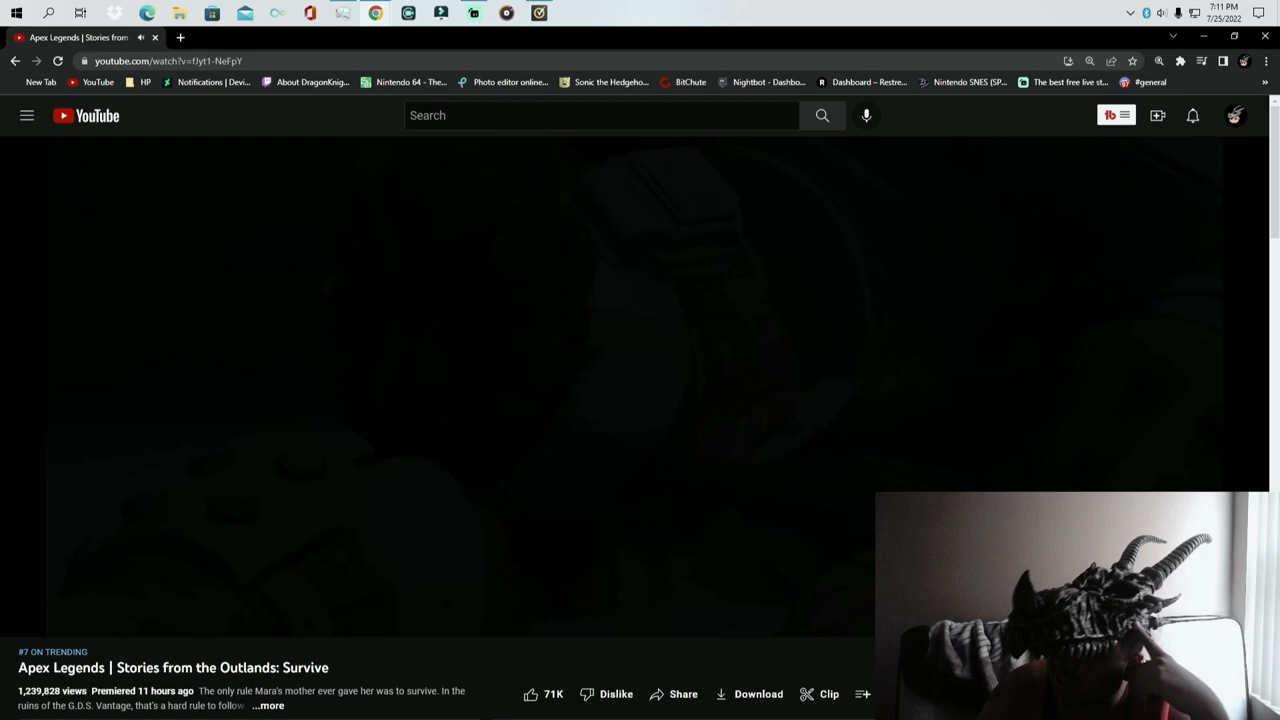 7:11 PM
7/25/2022
Apex Legends | Stories from
youtube.com/watch?v=fJyt1-NeFpY
New Tab
YouTube
HP
Notifications | Devi...
About DragonKnig...
Nintendo 64 - The...
Photo editor online...
Sonic the Hedgeho...
BitChute
Nightbot - Dashbo...
Dashboard – Restre...
Nintendo SNES (SP...
The best free live st...
#general
YouTube
Search
tb
#7 ON TRENDING
Apex Legends | Stories from the Outlands: Survive
1,239,828 views Premiered 11 hours ago The only rule Mara's mother ever gave her was to survive. In the
ruins of the G.D.S. Vantage, that's a hard rule to follow. ...more
71K
Dislike
Share
Download
Clip